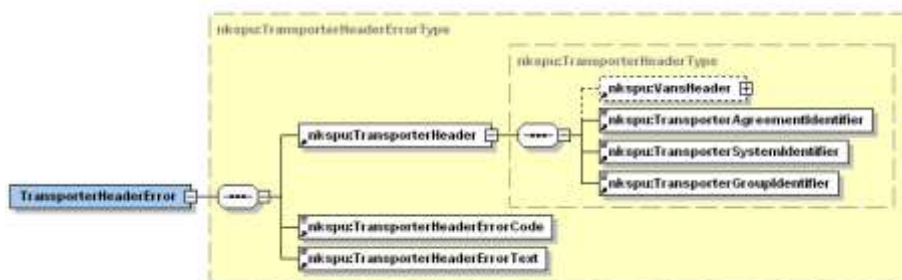 nkspu:TransporterHeaderErrorType
nkspu:TransporterHeaderType
nkspu:VansHeader
nkspu:TransporterAgreementIdentifier
nkspu:TransporterHeader
nkspu:TransporterSystemIdentifier
nkspu:TransporterGroupIdentifier
TransporterHeaderError
nkspu:TransporterHeaderErrorCode
nkspu:TransporterHeaderErrorText